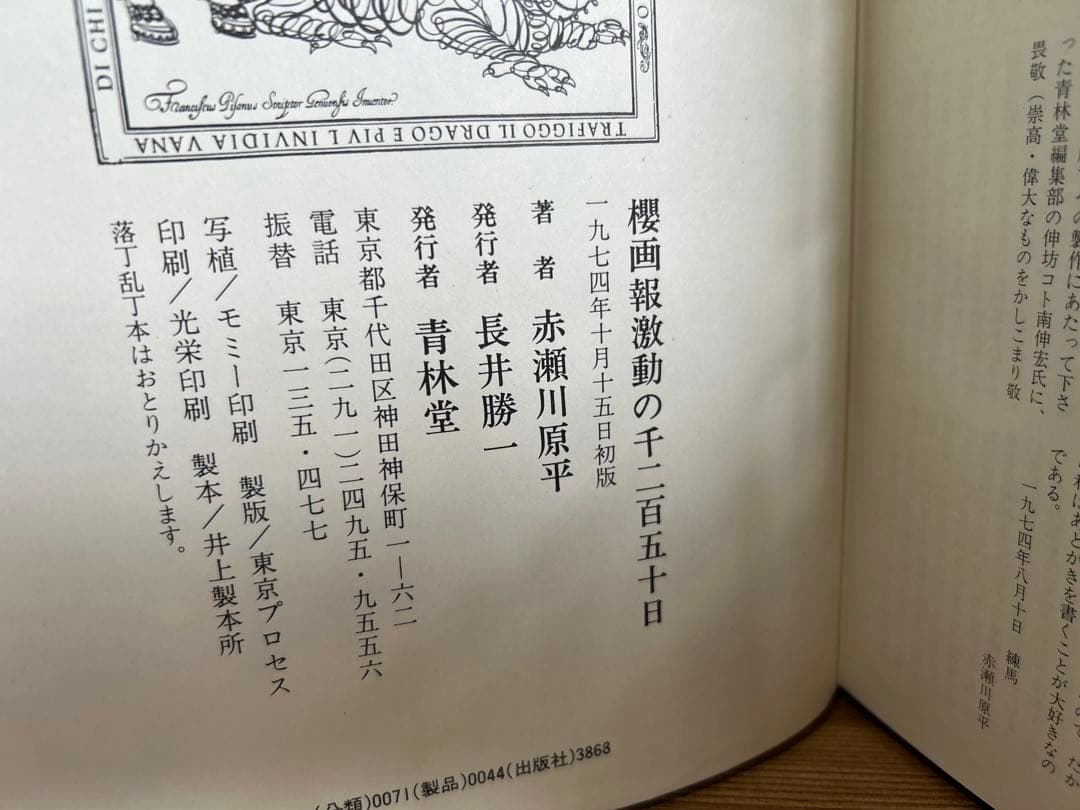 った青林堂編集部の伸坊コト南伸宏氏に、
畏敬（崇高・偉大なものをかしこまり敬
である。
一九七四年八月十日　練馬
赤瀬川原平
DI CHI
Franciscus Pisonus Scriptor Genuensis Inventor.
TRAFIGGO IL DRAGO E PIV L INVIDIA VANA
櫻画報激動の千二百五十日
一九七四年十月十五日初版
著　者　赤瀬川原平
発行者　長井勝一
発行者　青林堂
東京都千代田区神田神保町一―六二
電話　東京（二九一）二四九五・九五五六
振替　東京一三五・四七七
写植／モミー印刷　製版／東京プロセス
印刷／光栄印刷　製本／井上製本所
落丁乱丁本はおとりかえします。
(分類)0071(製品)0044(出版社)3868